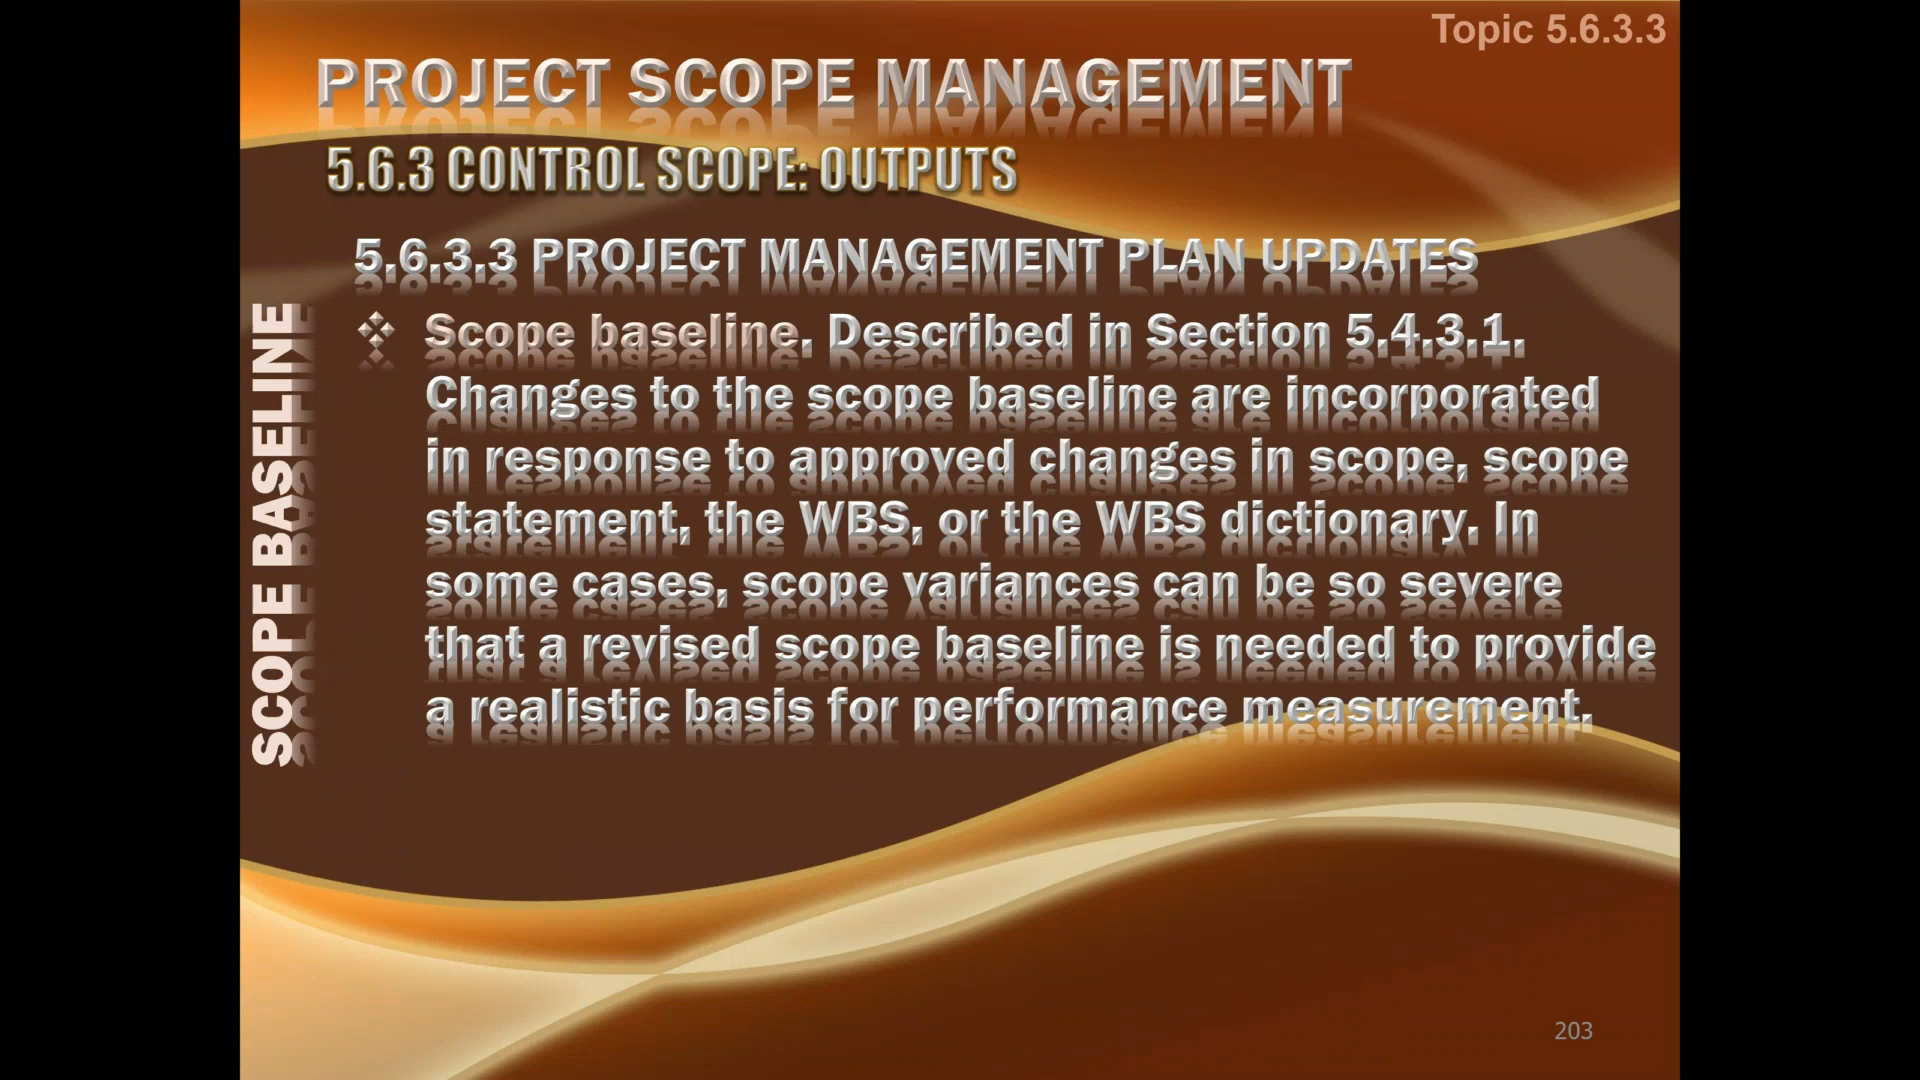 Topic 5.6.3.3
PROJECT SCOPE MANAGEMENT
5.6.3 CONTROL SCOPE: OUTPUTS
5.6.3.3 PROJECT MANAGEMENT PLAN UPDATES
SCOPE BASELINE
❖ Scope baseline. Described in Section 5.4.3.1.
Changes to the scope baseline are incorporated
in response to approved changes in scope, scope
statement, the WBS, or the WBS dictionary. In
some cases, scope variances can be so severe
that a revised scope baseline is needed to provide
a realistic basis for performance measurement.
203